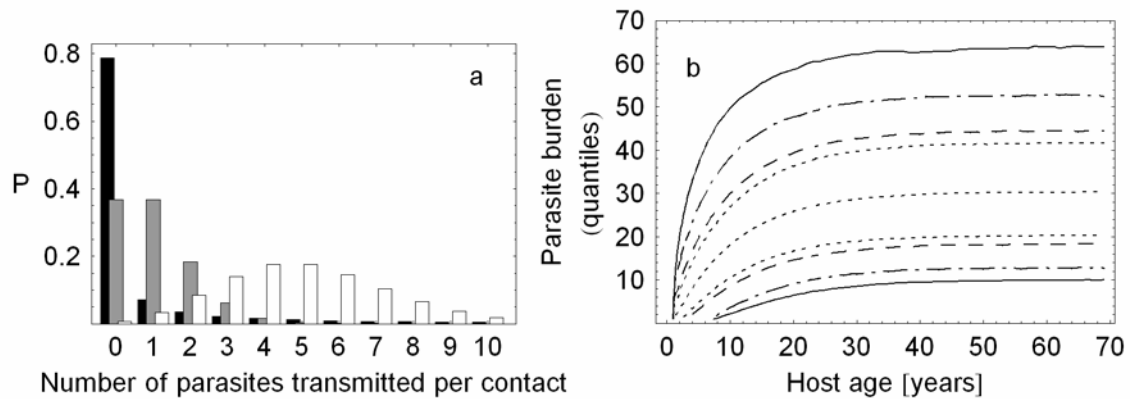 a
0.8
0.6
P
0.4
0.2
0 1 2 3 4 5 6 7 8 9 10
Number of parasites transmitted per contact
b
Parasite burden
(quantiles)
70
60
50
40
30
20
10
0 10 20 30 40 50 60 70
Host age [years]